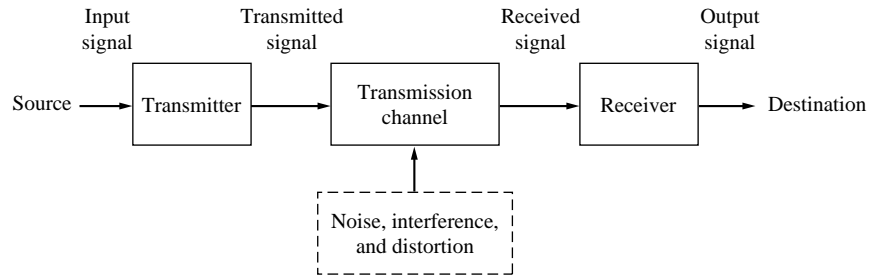 Input
signal
Transmitted
signal
Received
signal
Output
signal
Source
Transmitter
Transmission
channel
Receiver
Destination
Noise, interference,
and distortion